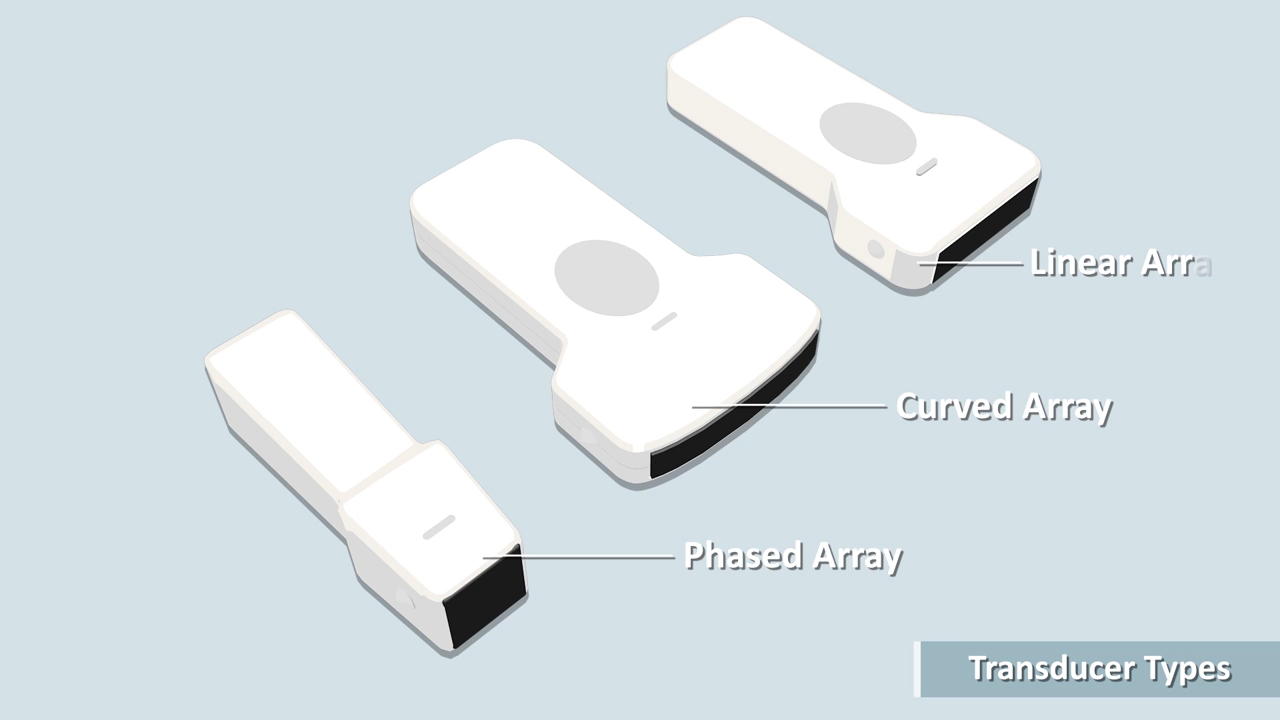 Linear Arra
Curved Array
Phased Array
Transducer Types